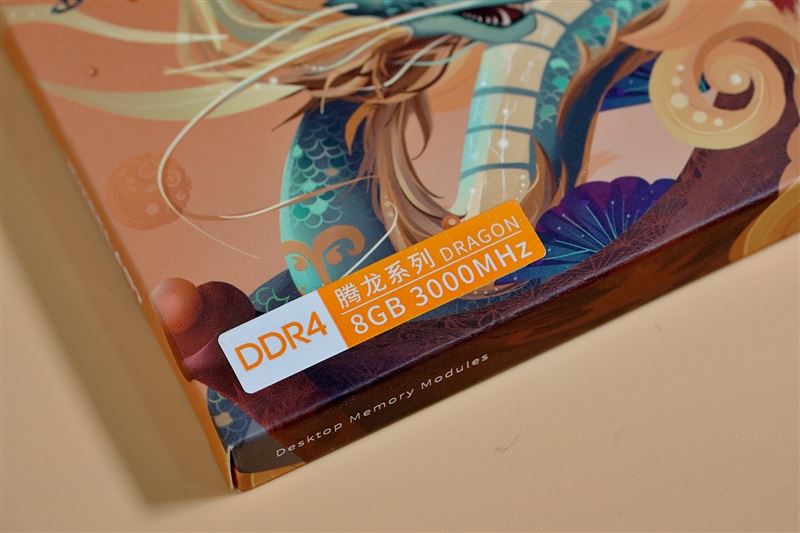 DDR4
腾龙系列 DRAGON
8GB 3000MHz
Desktop Memory Modules